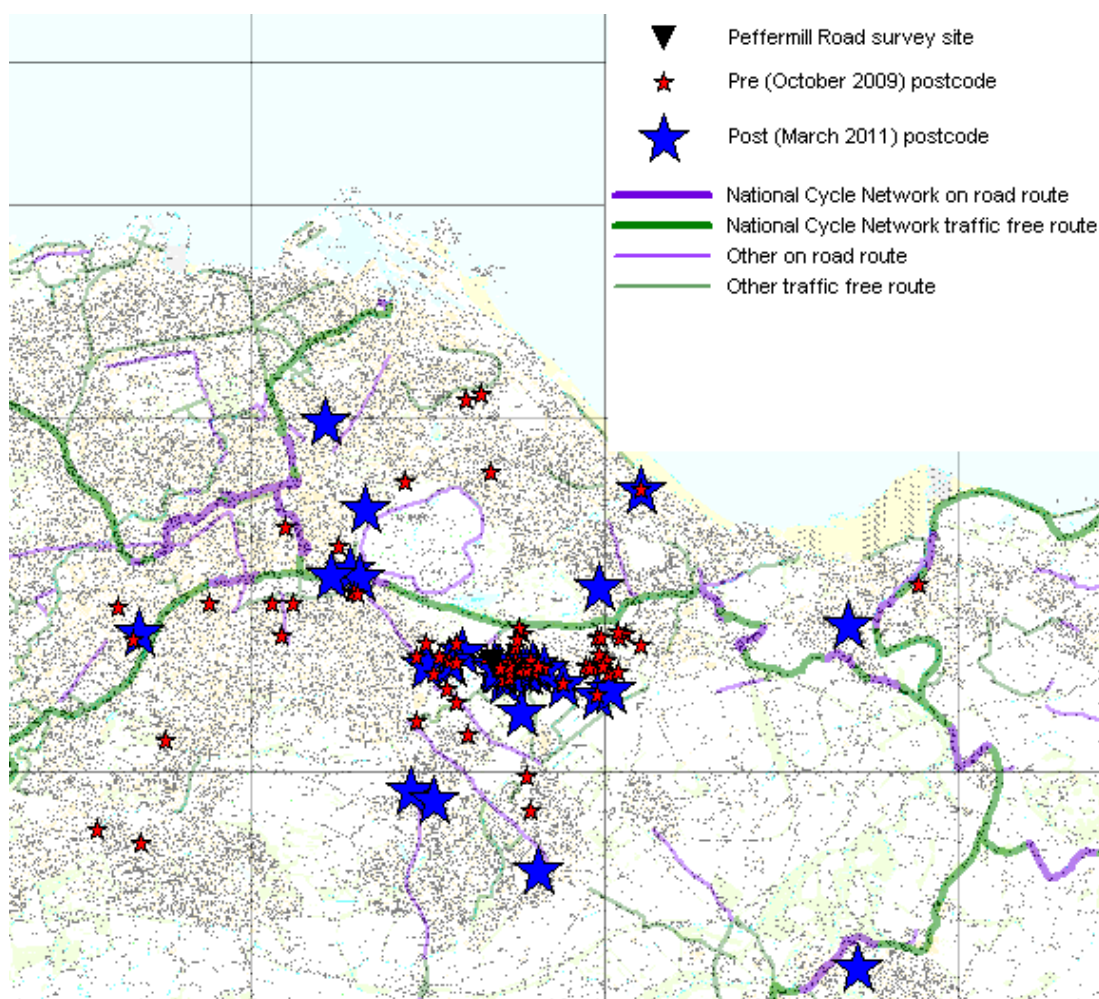 Peffermill Road survey site
Pre (October 2009) postcode
Post (March 2011) postcode
National Cycle Network on road route
National Cycle Network traffic free route
Other on road route
Other traffic free route